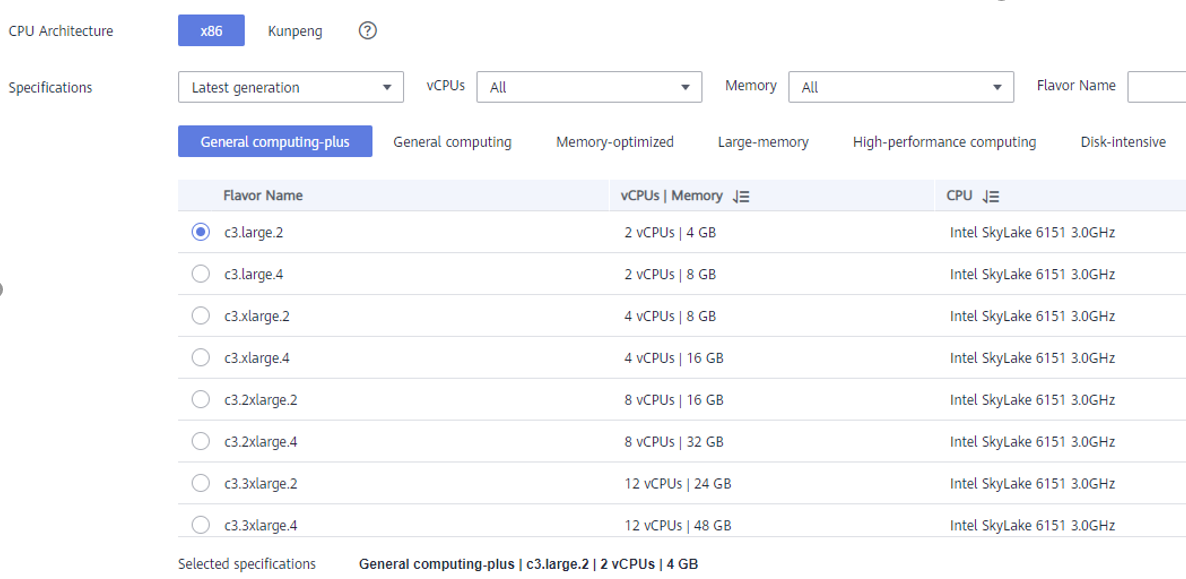 CPU Architecture x86 Kunpeng ?
Specifications Latest generation vCPUs All Memory All Flavor Name
General computing-plus General computing Memory-optimized Large-memory High-performance computing Disk-intensive
Flavor Name vCPUs | Memory CPU
c3.large.2 2 vCPUs | 4 GB Intel SkyLake 6151 3.0GHz
c3.large.4 2 vCPUs | 8 GB Intel SkyLake 6151 3.0GHz
c3.xlarge.2 4 vCPUs | 8 GB Intel SkyLake 6151 3.0GHz
c3.xlarge.4 4 vCPUs | 16 GB Intel SkyLake 6151 3.0GHz
c3.2xlarge.2 8 vCPUs | 16 GB Intel SkyLake 6151 3.0GHz
c3.2xlarge.4 8 vCPUs | 32 GB Intel SkyLake 6151 3.0GHz
c3.3xlarge.2 12 vCPUs | 24 GB Intel SkyLake 6151 3.0GHz
c3.3xlarge.4 12 vCPUs | 48 GB Intel SkyLake 6151 3.0GHz
Selected specifications General computing-plus | c3.large.2 | 2 vCPUs | 4 GB